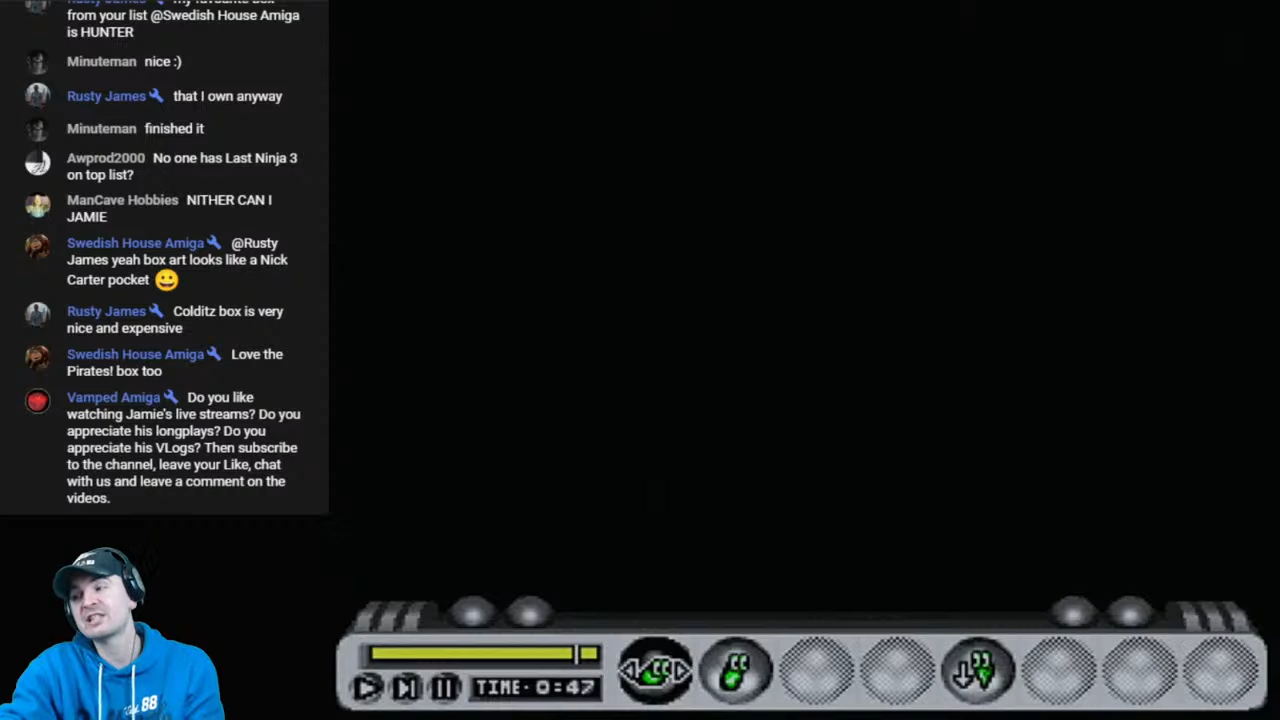 Rusty James my favourite box
from your list @Swedish House Amiga
is HUNTER
Minuteman nice :)
Rusty James that I own anyway
Minuteman finished it
Awprod2000 No one has Last Ninja 3
on top list?
ManCave Hobbies NITHER CAN I
JAMIE
Swedish House Amiga @Rusty
James yeah box art looks like a Nick
Carter pocket 😀
Rusty James Colditz box is very
nice and expensive
Swedish House Amiga Love the
Pirates! box too
Vamped Amiga Do you like
watching Jamie's live streams? Do you
appreciate his longplays? Do you
appreciate his VLogs? Then subscribe
to the channel, leave your Like, chat
with us and leave a comment on the
videos.
88
TIME·0:47